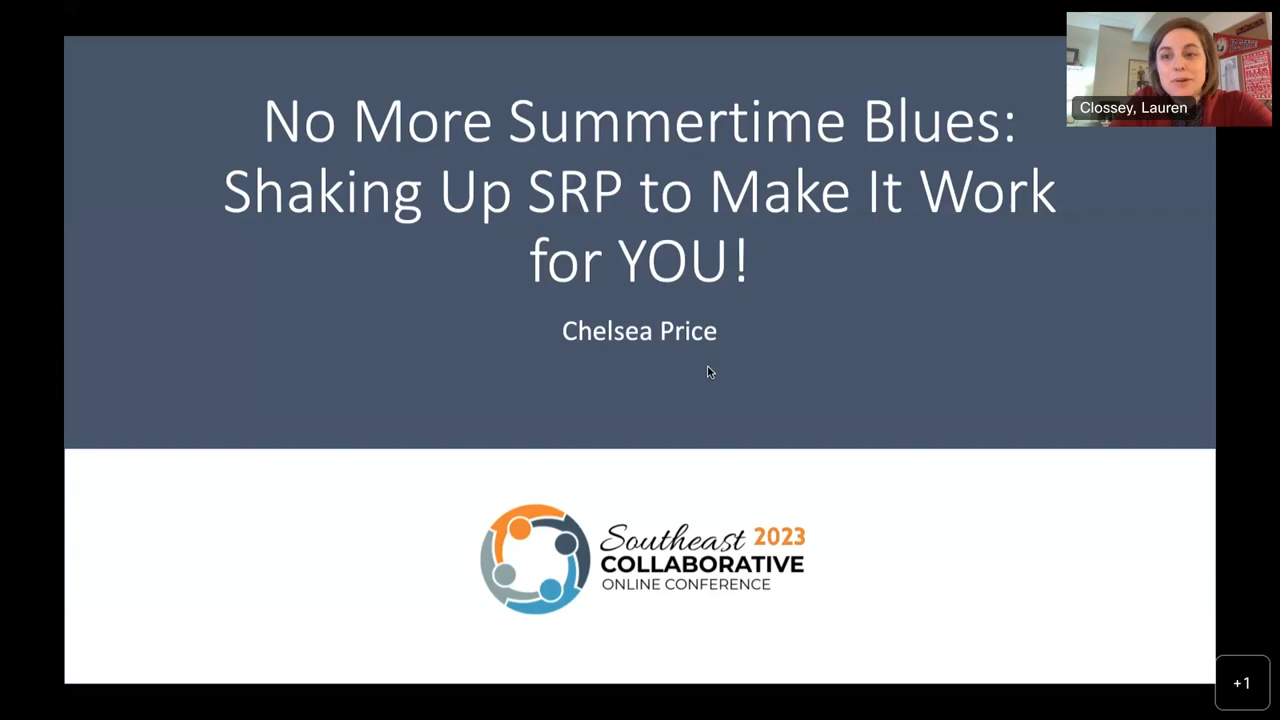 No More Summertime Blues:
Shaking Up SRP to Make It Work
for YOU!
Chelsea Price
Clossey, Lauren
Southeast 2023
COLLABORATIVE
ONLINE CONFERENCE
+1